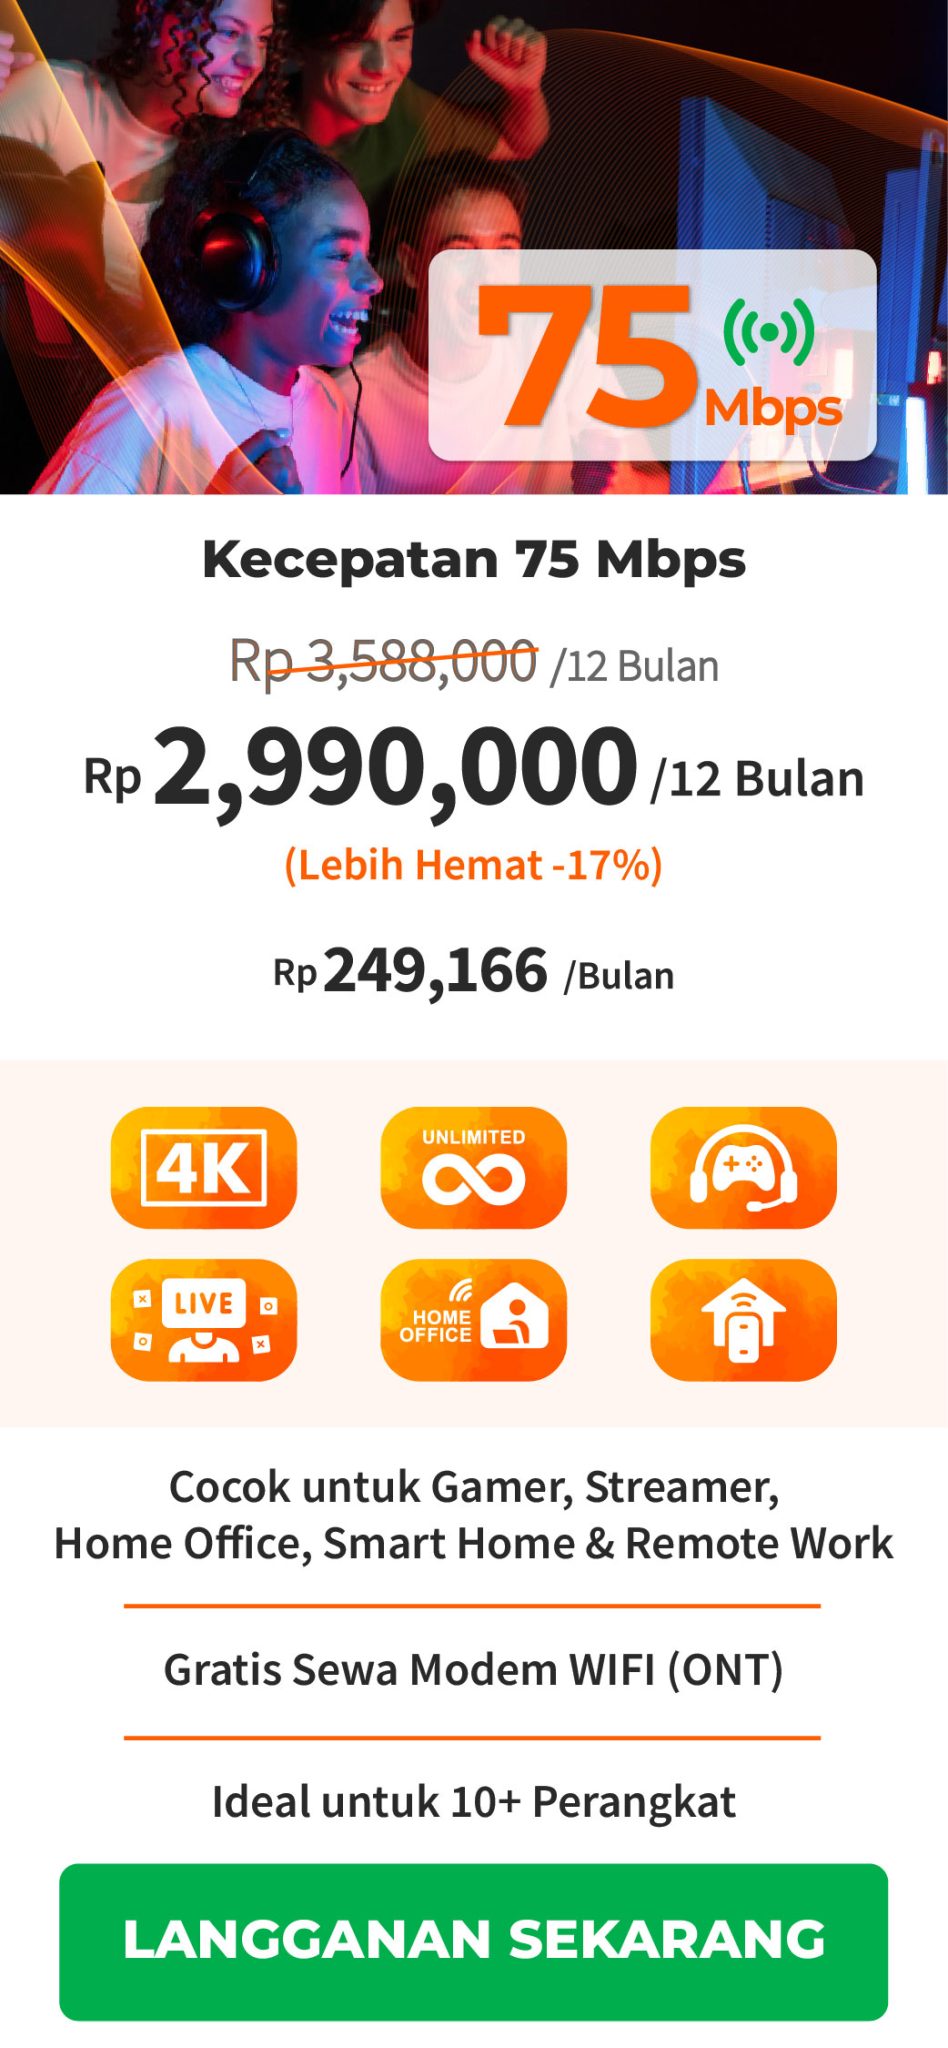 75
Mbps
Kecepatan 75 Mbps
Rp 3,588,000 /12 Bulan
Rp 2,990,000 /12 Bulan
(Lebih Hemat -17%)
Rp 249,166 /Bulan
4K
UNLIMITED
LIVE
HOME
OFFICE
Cocok untuk Gamer, Streamer,
Home Office, Smart Home & Remote Work
Gratis Sewa Modem WIFI (ONT)
Ideal untuk 10+ Perangkat
LANGGANAN SEKARANG